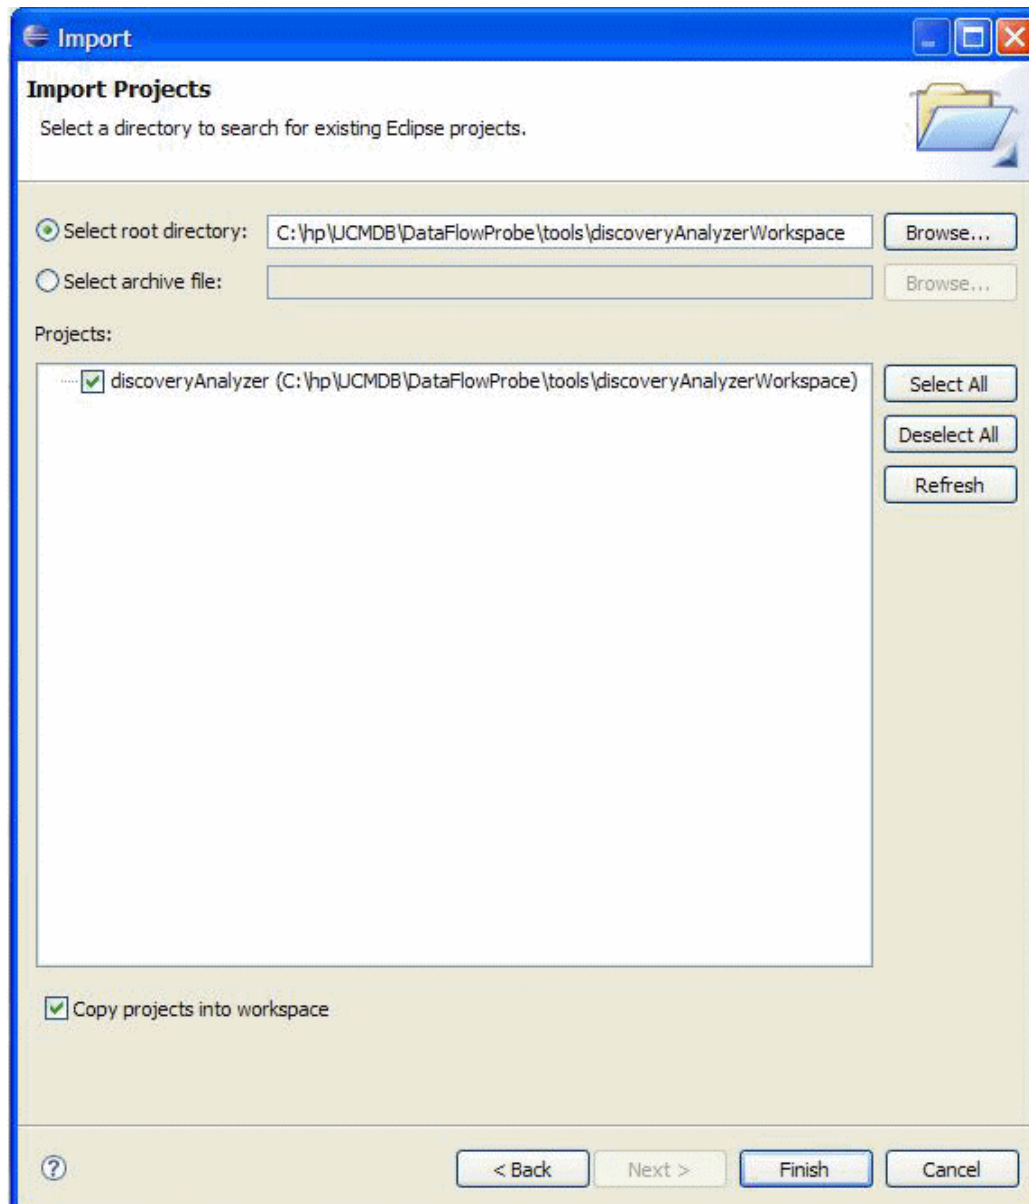 Import
Import Projects
Select a directory to search for existing Eclipse projects.
Select root directory: C:\hp\UCMDB\DataFlowProbe\tools\discoveryAnalyzerWorkspace Browse...
Select archive file: Browse...
Projects:
discoveryAnalyzer (C:\hp\UCMDB\DataFlowProbe\tools\discoveryAnalyzerWorkspace) Select All
Deselect All
Refresh
Copy projects into workspace
? < Back Next > Finish Cancel